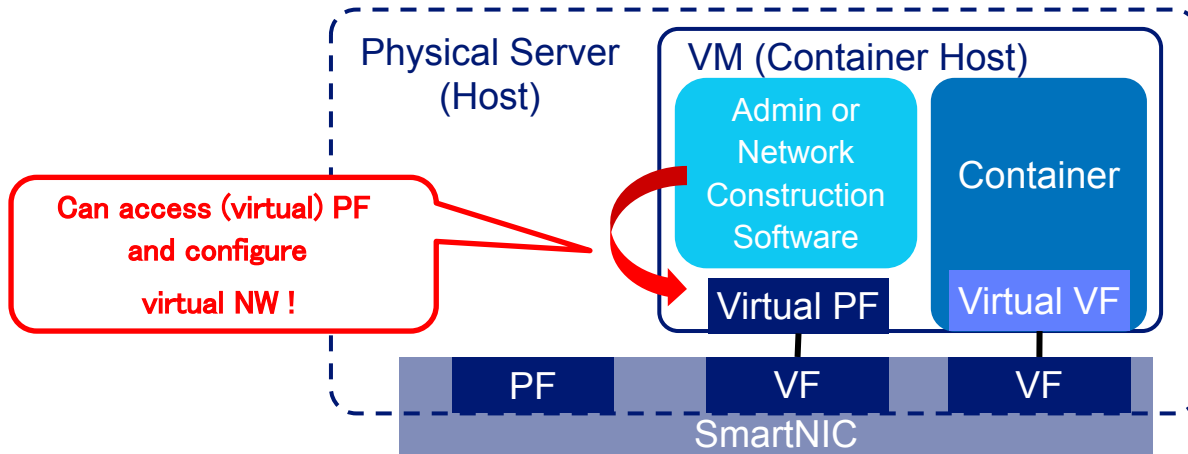 Physical Server
(Host)
VM (Container Host)
Admin or
Network
Construction
Software
Container
Can access (virtual) PF
and configure
virtual NW !
Virtual PF
Virtual VF
PF
VF
VF
SmartNIC